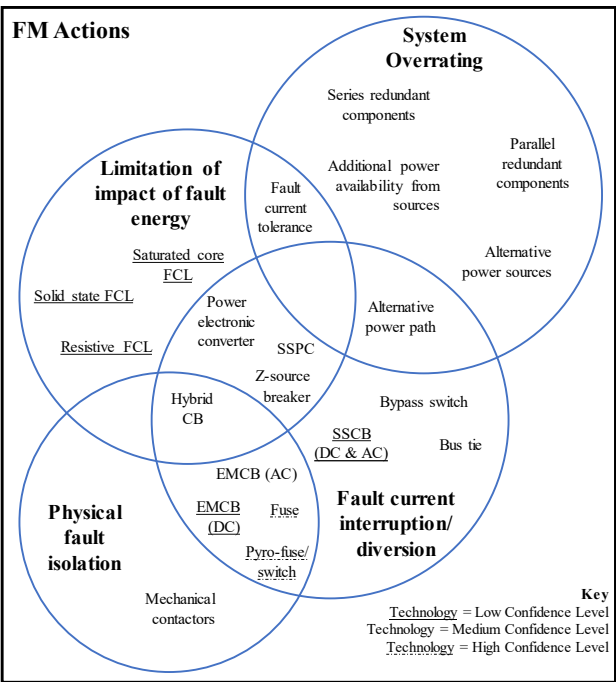 FM Actions
System
Overrating
Series redundant
components
Parallel
redundant
components
Additional power
availability from
sources
Alternative
power sources
Limitation of
impact of fault
energy
Fault
current
tolerance
Saturated core
FCL
Solid state FCL
Resistive FCL
Power
electronic
converter
Alternative
power path
SSPC
Z-source
breaker
Hybrid
CB
Bypass switch
SSCB
(DC & AC)
Bus tie
EMCB (AC)
EMCB
(DC)
Fuse
Pyro-fuse/
switch
Fault current
interruption/
diversion
Physical
fault
isolation
Mechanical
contactors
Key
Technology = Low Confidence Level
Technology = Medium Confidence Level
Technology = High Confidence Level